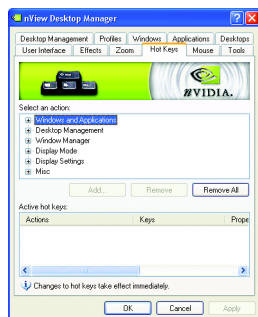 nView Desktop Manager
Desktop Management Profiles Windows Applications Desktops
User Interface Effects Zoom Hot Keys Mouse Tools
NVIDIA.
Select an action:
Windows and Applications
Desktop Management
Window Manager
Display Mode
Display Settings
Misc
Add... Remove Remove All
Active hot keys:
Actions Keys Prope
Changes to hot keys take effect immediately.
OK Cancel Apply